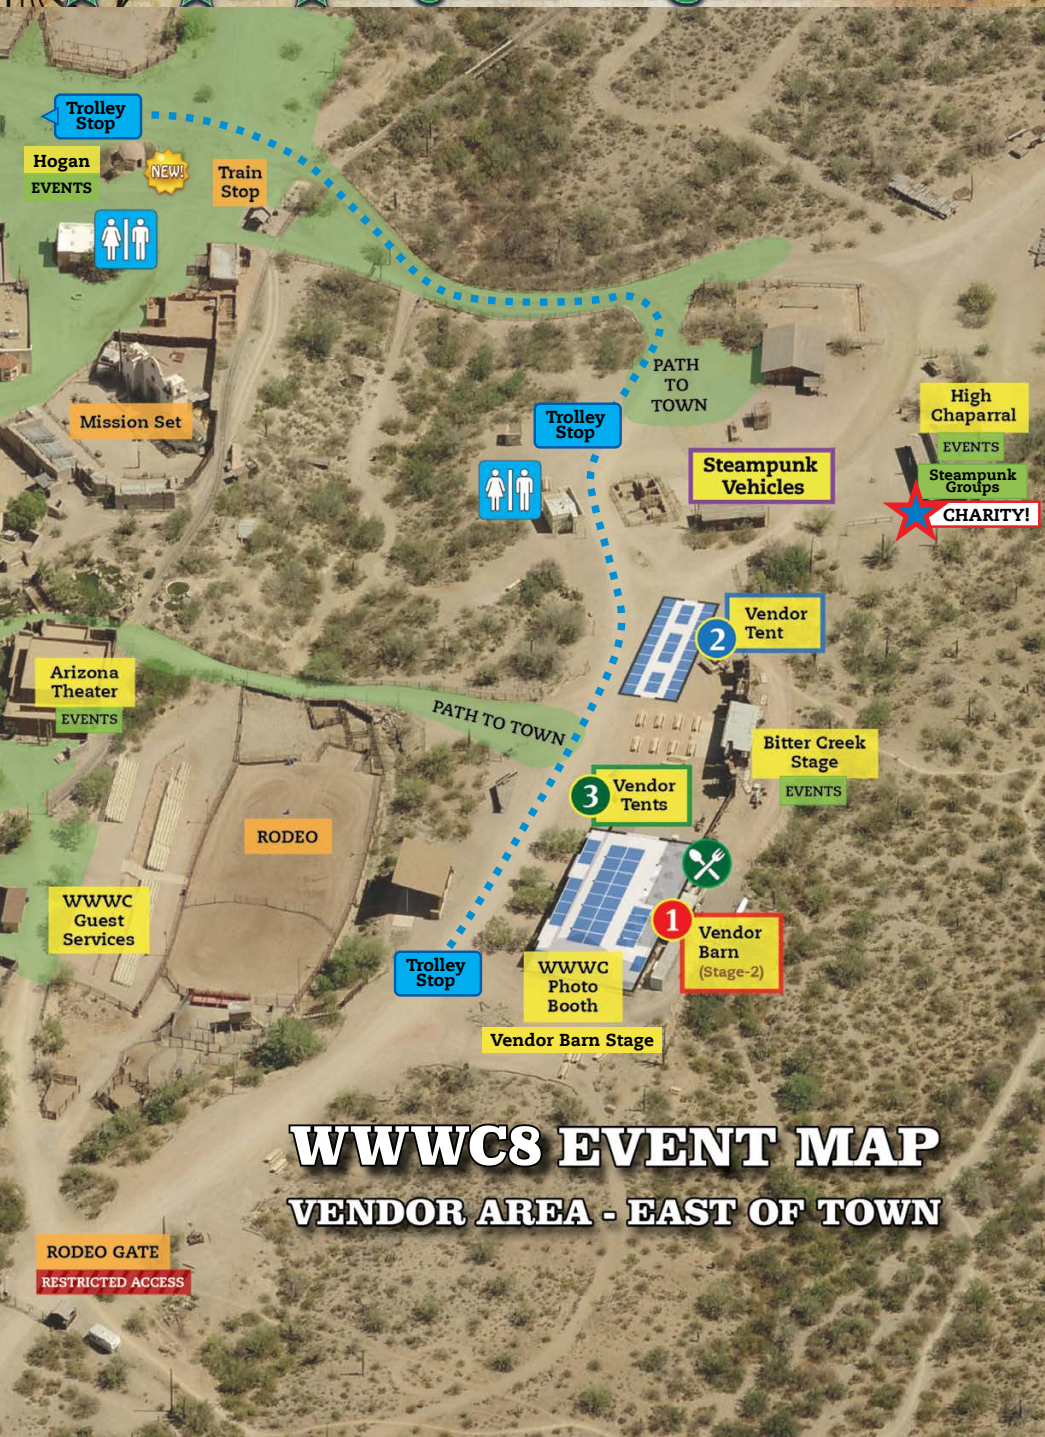 Trolley
Stop
Hogan
EVENTS
NEW!
Train
Stop
PATH
TO
TOWN
Mission Set
Trolley
Stop
High
Chaparral
EVENTS
Steampunk
Groups
CHARITY!
Steampunk
Vehicles
2
Vendor
Tent
Arizona
Theater
EVENTS
PATH TO TOWN
Bitter Creek
Stage
EVENTS
3
Vendor
Tents
RODEO
WWWC
Guest
Services
1
Vendor
Barn
(Stage-2)
Trolley
Stop
WWWC
Photo
Booth
Vendor Barn Stage
WWWC8 EVENT MAP
VENDOR AREA - EAST OF TOWN
RODEO GATE
RESTRICTED ACCESS